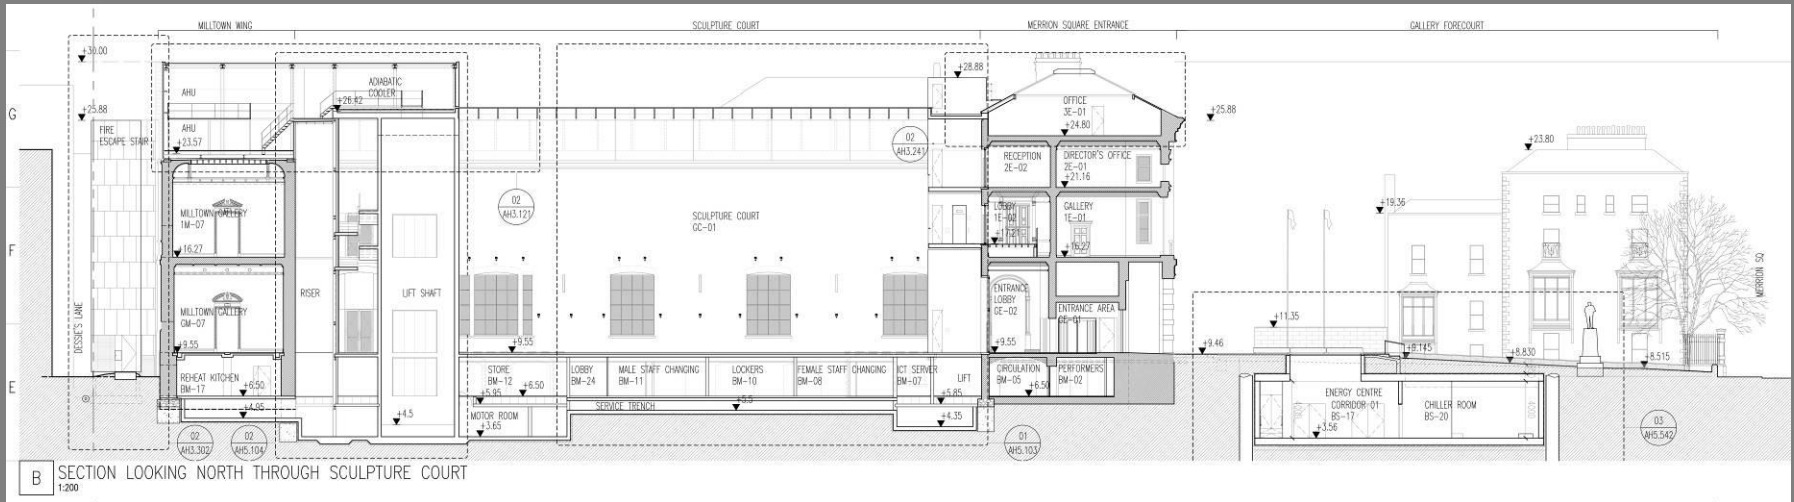 MILLTOWN WING
SCULPTURE COURT
MERRION SQUARE ENTRANCE
GALLERY FORECOURT
+30.00
+28.88
ADIABATIC
COOLER
AHU
+26.42
OFFICE
3E-01
+24.80
G
+25.88
+25.88
FIRE
ESCAPE STAIR
AHU
+23.57
02
AH3.241
+23.80
RECEPTION
2E-02
DIRECTOR'S OFFICE
2E-01
+21.16
02
AH3.121
+19.36
MILLTOWN GALLERY
1M-07
SCULPTURE COURT
GC-01
LOBBY
1E-02
+17.21
GALLERY
1E-01
F
+16.27
+16.27
MERRION SQ
DESSIE'S LANE
RISER
LIFT SHAFT
ENTRANCE
LOBBY
GE-02
ENTRANCE AREA
GE-01
MILLTOWN GALLERY
GM-07
+11.35
+9.55
+9.55
+9.55
+9.46
+9.145
+8.830
+8.515
E
REHEAT KITCHEN
BM-17
+6.50
STORE
BM-12
+6.50
LOBBY
BM-24
MALE STAFF CHANGING
BM-11
LOCKERS
BM-10
FEMALE STAFF CHANGING
BM-08
ICT SERVER
BM-07
LIFT
CIRCULATION
BM-05
+6.50
PERFORMERS
BM-02
+5.95
+5.85
ENERGY CENTRE
CORRIDOR 01
BS-17
CHILLER ROOM
BS-20
+4.95
+4.5
MOTOR ROOM
+3.65
SERVICE TRENCH
+5.5
+4.35
+3.56
02
AH3.302
02
AH5.104
01
AH5.103
03
AH5.542
B
SECTION LOOKING NORTH THROUGH SCULPTURE COURT
1:200